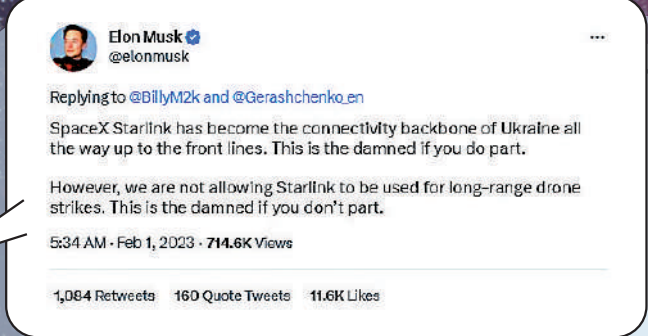 Elon Musk
@elonmusk
Replying to @BillyM2k and @Gerashchenko_en
SpaceX Starlink has become the connectivity backbone of Ukraine all
the way up to the front lines. This is the damned if you do part.
However, we are not allowing Starlink to be used for long-range drone
strikes. This is the damned if you don't part.
5:34 AM · Feb 1, 2023 · 714.6K Views
1,084 Retweets 160 Quote Tweets 11.6K Likes